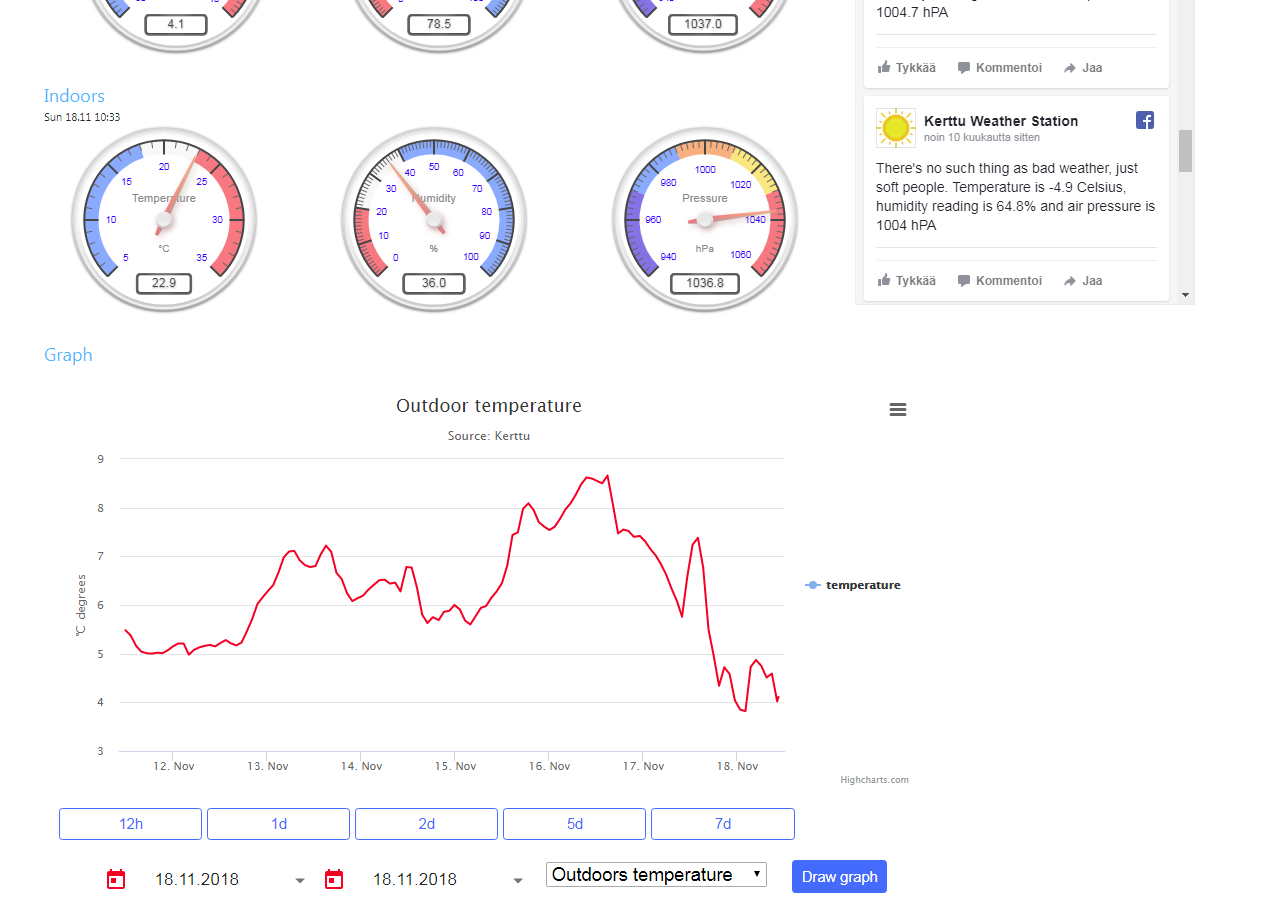 4.1
78.5
1037.0
Indoors
Sun 18.11 10:33
5
10
15
20
25
30
35
Temperature
°C
22.9
0
10
20
30
40
50
60
70
80
90
100
Humidity
%
36.0
940
960
980
1000
1020
1040
1060
Pressure
hPa
1036.8
1004.7 hPa
Tykkää Kommentoi Jaa
Kerttu Weather Station
noin 10 kuukautta sitten
There's no such thing as bad weather, just
soft people. Temperature is -4.9 Celsius,
humidity reading is 64.8% and air pressure is
1004 hPA
Tykkää Kommentoi Jaa
Graph
Outdoor temperature
Source: Kerttu
℃ degrees
9
8
7
6
5
4
3
12. Nov 13. Nov 14. Nov 15. Nov 16. Nov 17. Nov 18. Nov
temperature
Highcharts.com
12h 1d 2d 5d 7d
18.11.2018 18.11.2018 Outdoors temperature Draw graph